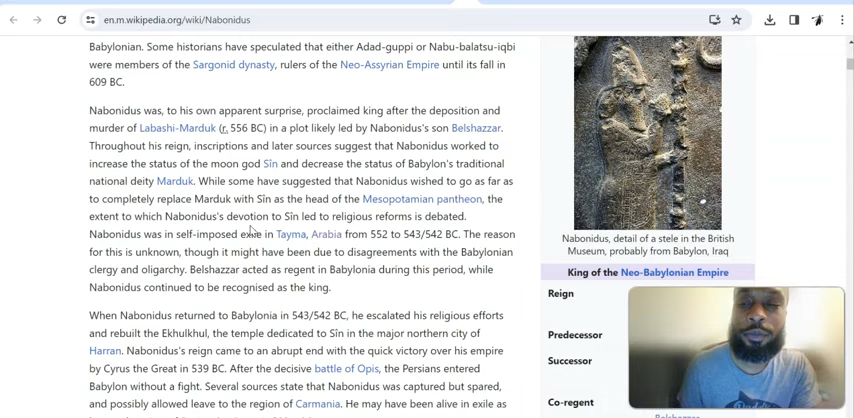 en.m.wikipedia.org/wiki/Nabonidus
Babylonian. Some historians have speculated that either Adad-guppi or Nabu-balatsu-iqbi
were members of the Sargonid dynasty, rulers of the Neo-Assyrian Empire until its fall in
609 BC.
Nabonidus was, to his own apparent surprise, proclaimed king after the deposition and
murder of Labashi-Marduk (r. 556 BC) in a plot likely led by Nabonidus's son Belshazzar.
Throughout his reign, inscriptions and later sources suggest that Nabonidus worked to
increase the status of the moon god Sîn and decrease the status of Babylon's traditional
national deity Marduk. While some have suggested that Nabonidus wished to go as far as
to completely replace Marduk with Sîn as the head of the Mesopotamian pantheon, the
extent to which Nabonidus's devotion to Sîn led to religious reforms is debated.
Nabonidus was in self-imposed exile in Tayma, Arabia from 552 to 543/542 BC. The reason
for this is unknown, though it might have been due to disagreements with the Babylonian
clergy and oligarchy. Belshazzar acted as regent in Babylonia during this period, while
Nabonidus continued to be recognised as the king.
When Nabonidus returned to Babylonia in 543/542 BC, he escalated his religious efforts
and rebuilt the Ekhulkhul, the temple dedicated to Sîn in the major northern city of
Harran. Nabonidus's reign came to an abrupt end with the quick victory over his empire
by Cyrus the Great in 539 BC. After the decisive battle of Opis, the Persians entered
Babylon without a fight. Several sources state that Nabonidus was captured but spared,
and possibly allowed leave to the region of Carmania. He may have been alive in exile as
Nabonidus, detail of a stele in the British
Museum, probably from Babylon, Iraq
King of the Neo-Babylonian Empire
Reign
Predecessor
Successor
Co-regent
Belshazzar